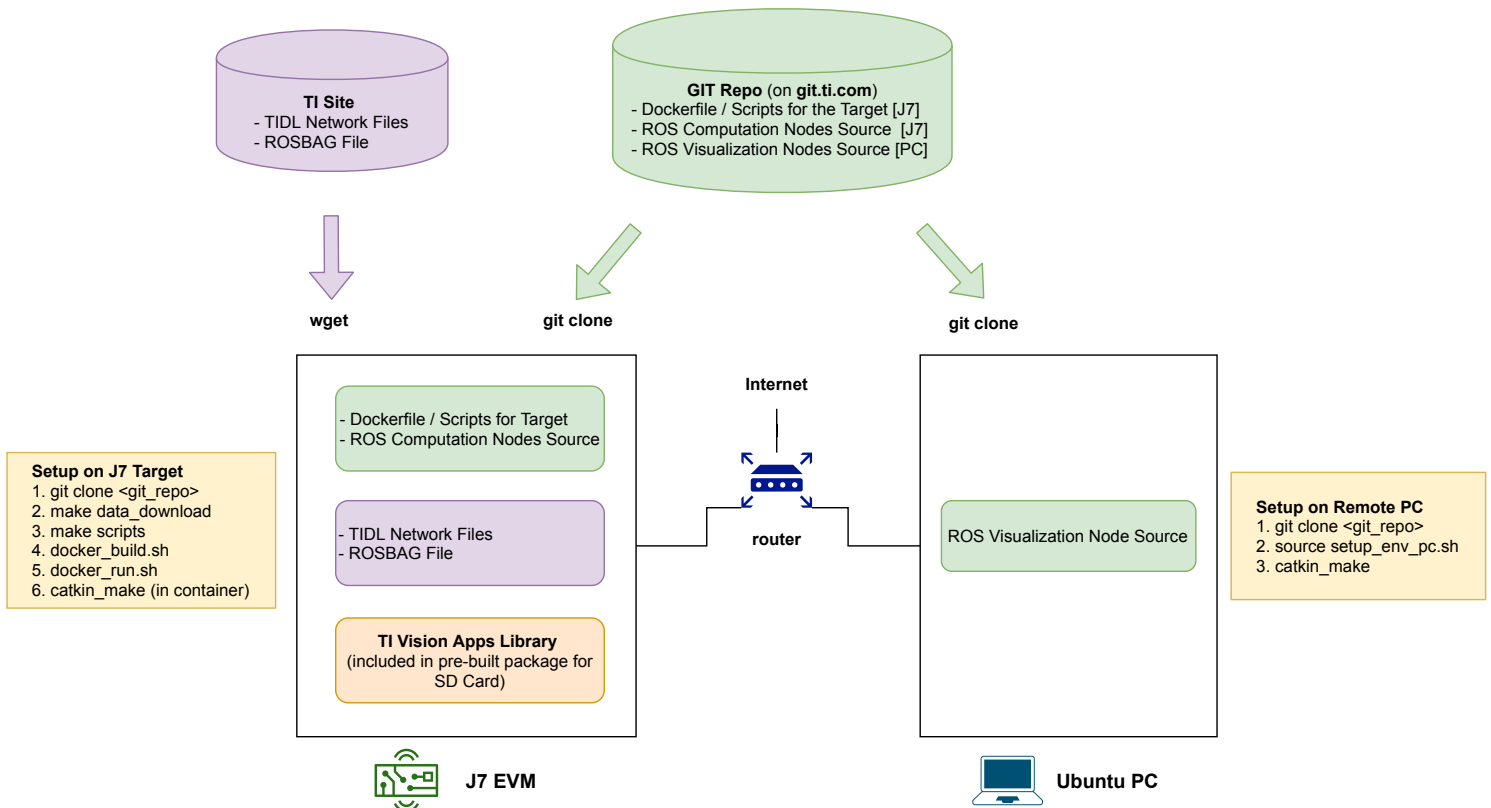 TI Site
- TIDL Network Files
- ROSBAG File
GIT Repo (on git.ti.com)
- Dockerfile / Scripts for the Target [J7]
- ROS Computation Nodes Source [J7]
- ROS Visualization Nodes Source [PC]
wget
git clone
git clone
Setup on J7 Target
1. git clone <git_repo>
2. make data_download
3. make scripts
4. docker_build.sh
5. docker_run.sh
6. catkin_make (in container)
- Dockerfile / Scripts for Target
- ROS Computation Nodes Source
- TIDL Network Files
- ROSBAG File
TI Vision Apps Library
(included in pre-built package for
SD Card)
J7 EVM
Internet
router
ROS Visualization Node Source
Ubuntu PC
Setup on Remote PC
1. git clone <git_repo>
2. source setup_env_pc.sh
3. catkin_make